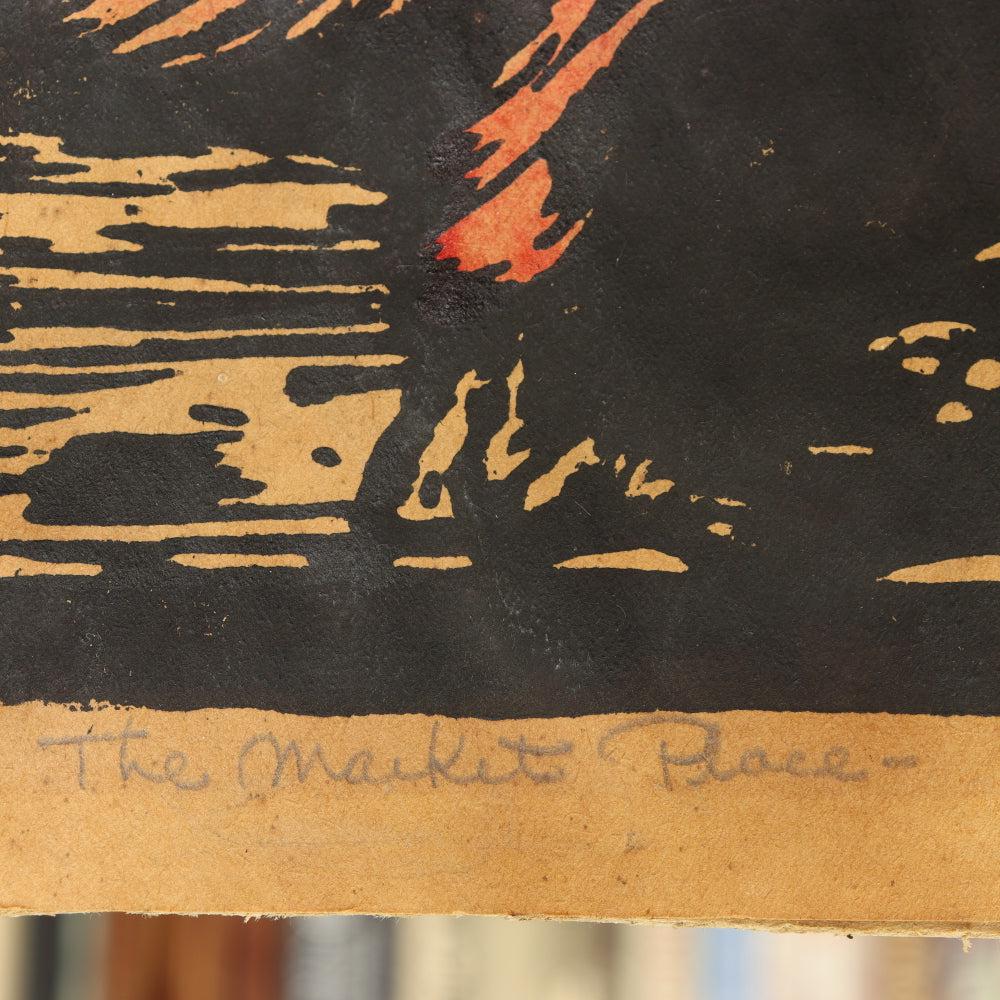 The Market Place -